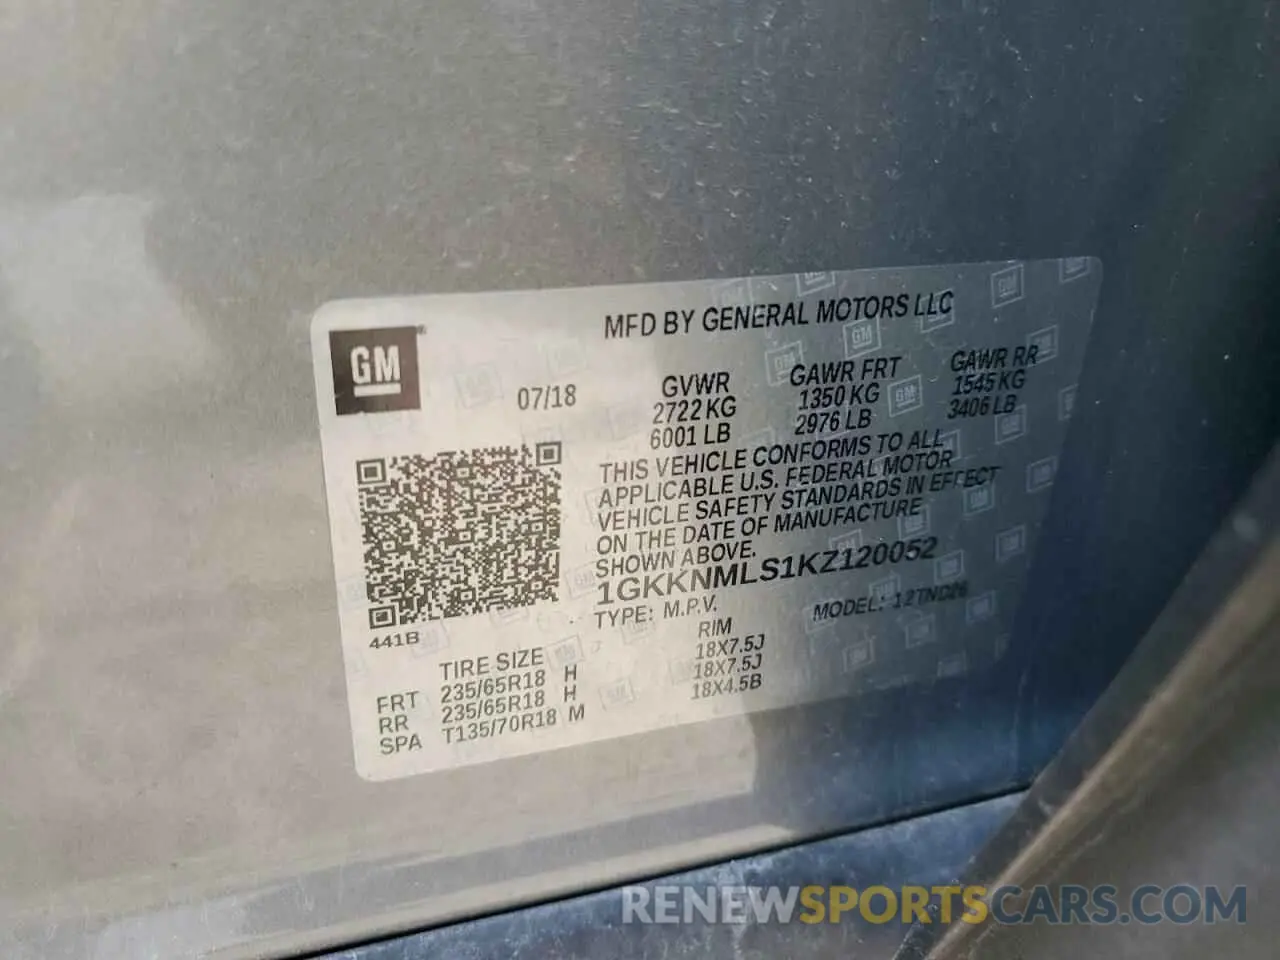 MFD BY GENERAL MOTORS LLC
GM
07/18
GVWR GAWR FRT GAWR RR
2722 KG 1350 KG 1545 KG
6001 LB 2976 LB 3406 LB
THIS VEHICLE CONFORMS TO ALL
APPLICABLE U.S. FEDERAL MOTOR
VEHICLE SAFETY STANDARDS IN EFFECT
ON THE DATE OF MANUFACTURE
SHOWN ABOVE.
1GKKNMLS1KZ120052
TYPE: M.P.V. MODEL: 12TND26
441B
TIRE SIZE RIM
FRT 235/65R18 H 18X7.5J
RR 235/65R18 H 18X7.5J
SPA T135/70R18 M 18X4.5B
RENEWSPORTSCARS.COM